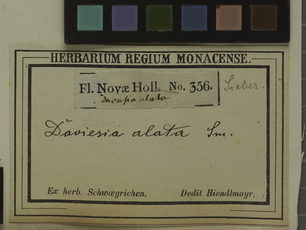 HERBARIUM REGIUM MONACENSE.
Fl. Novæ Holl. No. 356. Sieber.
Daviesia alata
Daviesia alata Sm.
Ex herb. Schwægrichen. Dedit Hiendlmayr.